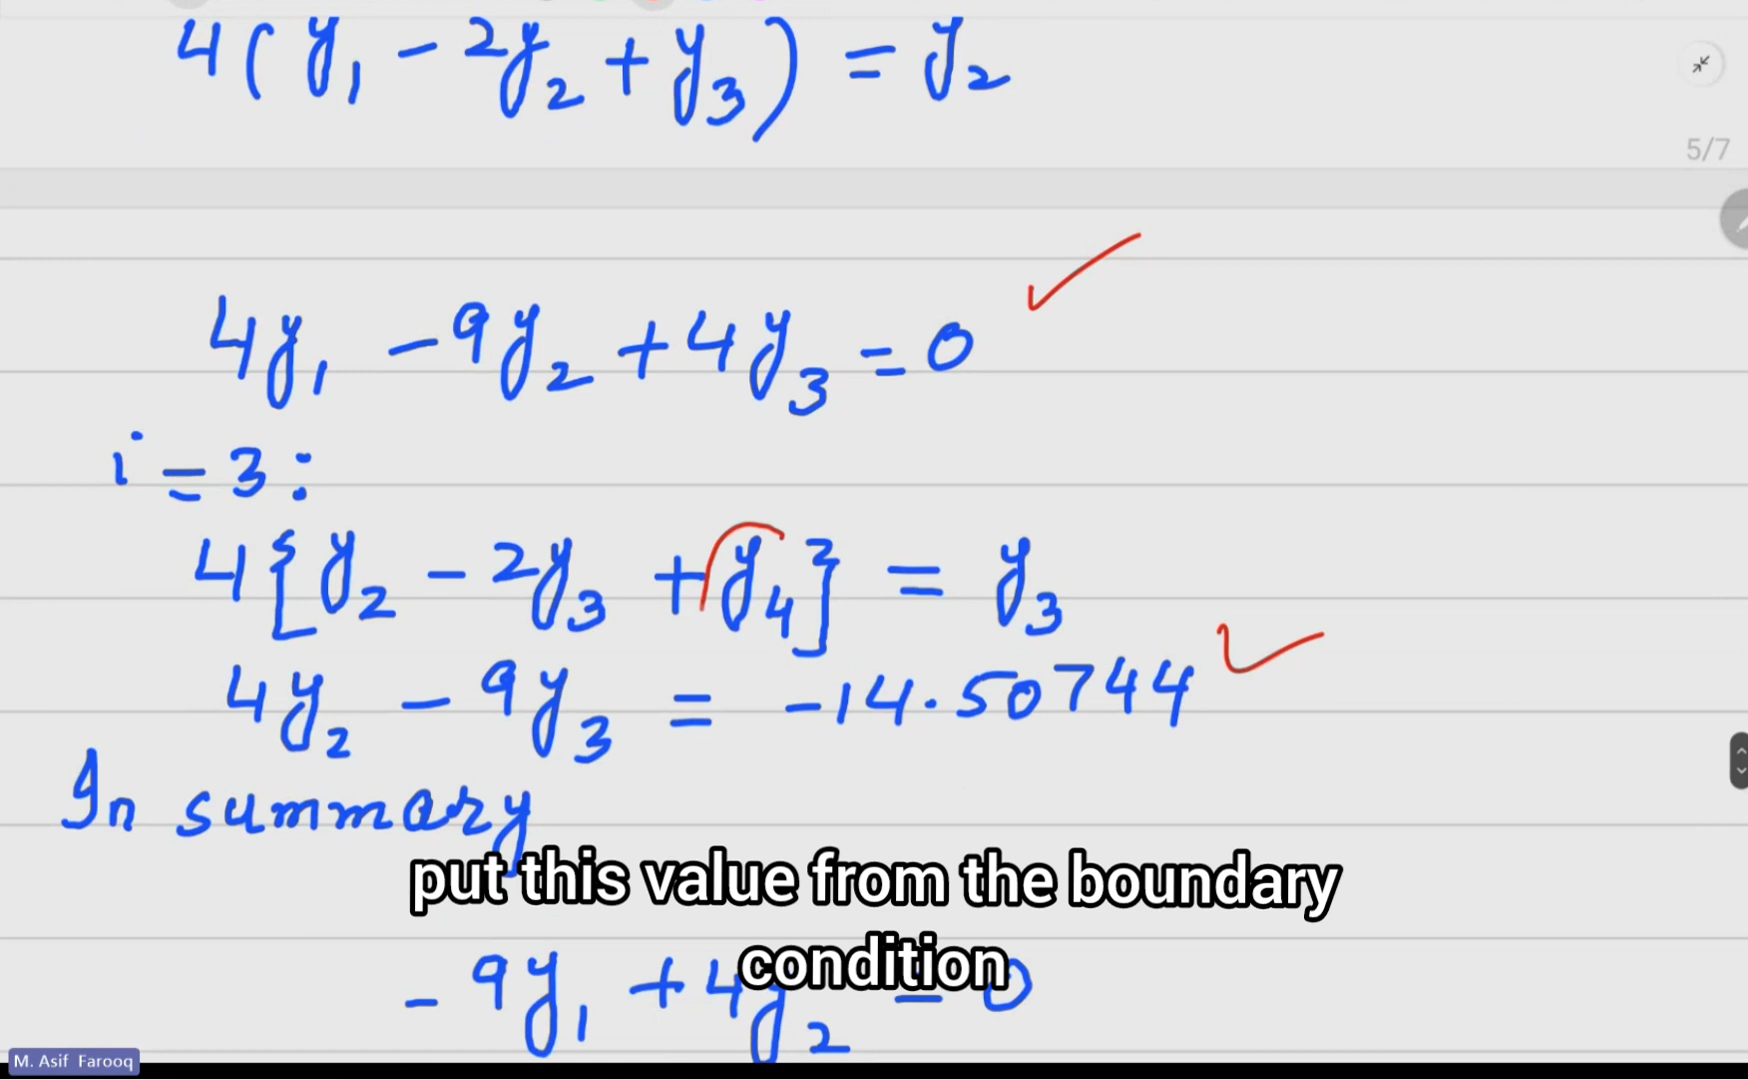 4(y₁ - 2y₂ + y₃) = y₂
5/7
4y₁ - 9y₂ + 4y₃ = 0
i = 3 :
4[y₂ - 2y₃ + y₄] = y₃
4y₂ - 9y₃ = -14.50744
In summary
put this value from the boundary
condition
- 9y₁ + 4y₂ = 0
M. Asif Farooq